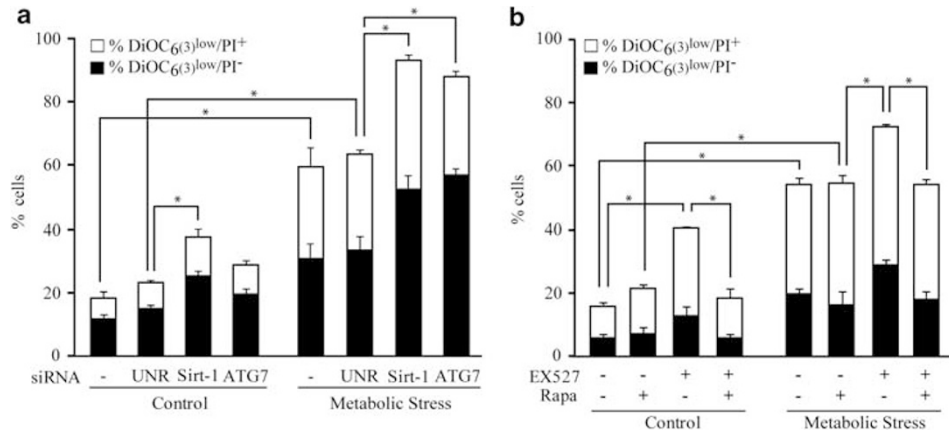 a
100
80
60
40
20
0
% cells
% DiOC6(3)low/PI+
% DiOC6(3)low/PI-
*
*
*
*
*
siRNA - UNR Sirt-1 ATG7 - UNR Sirt-1 ATG7
Control Metabolic Stress
b
100
80
60
40
20
0
% cells
% DiOC6(3)low/PI+
% DiOC6(3)low/PI-
*
*
*
*
*
*
EX527 - - + + - - + +
Rapa - + - + - + - +
Control Metabolic Stress